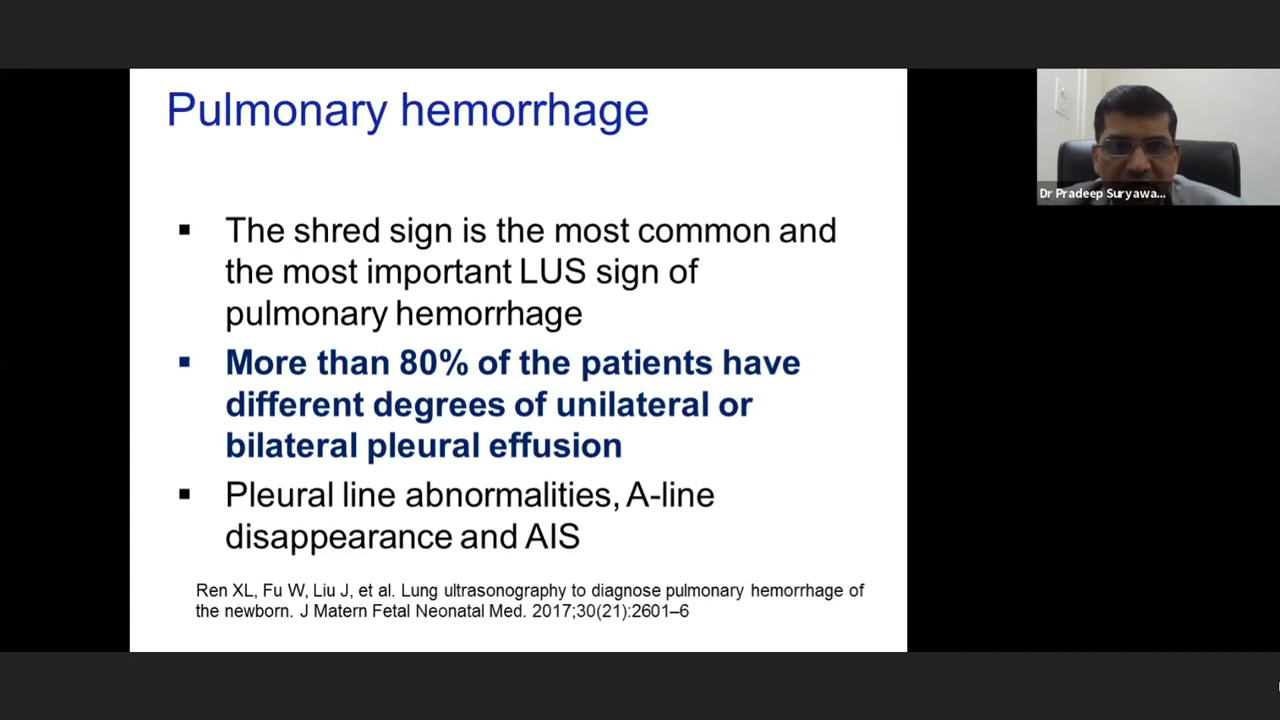 Pulmonary hemorrhage
▪ The shred sign is the most common and
the most important LUS sign of
pulmonary hemorrhage
▪ More than 80% of the patients have
different degrees of unilateral or
bilateral pleural effusion
▪ Pleural line abnormalities, A-line
disappearance and AIS
Ren XL, Fu W, Liu J, et al. Lung ultrasonography to diagnose pulmonary hemorrhage of
the newborn. J Matern Fetal Neonatal Med. 2017;30(21):2601–6
Dr Pradeep Suryawa...